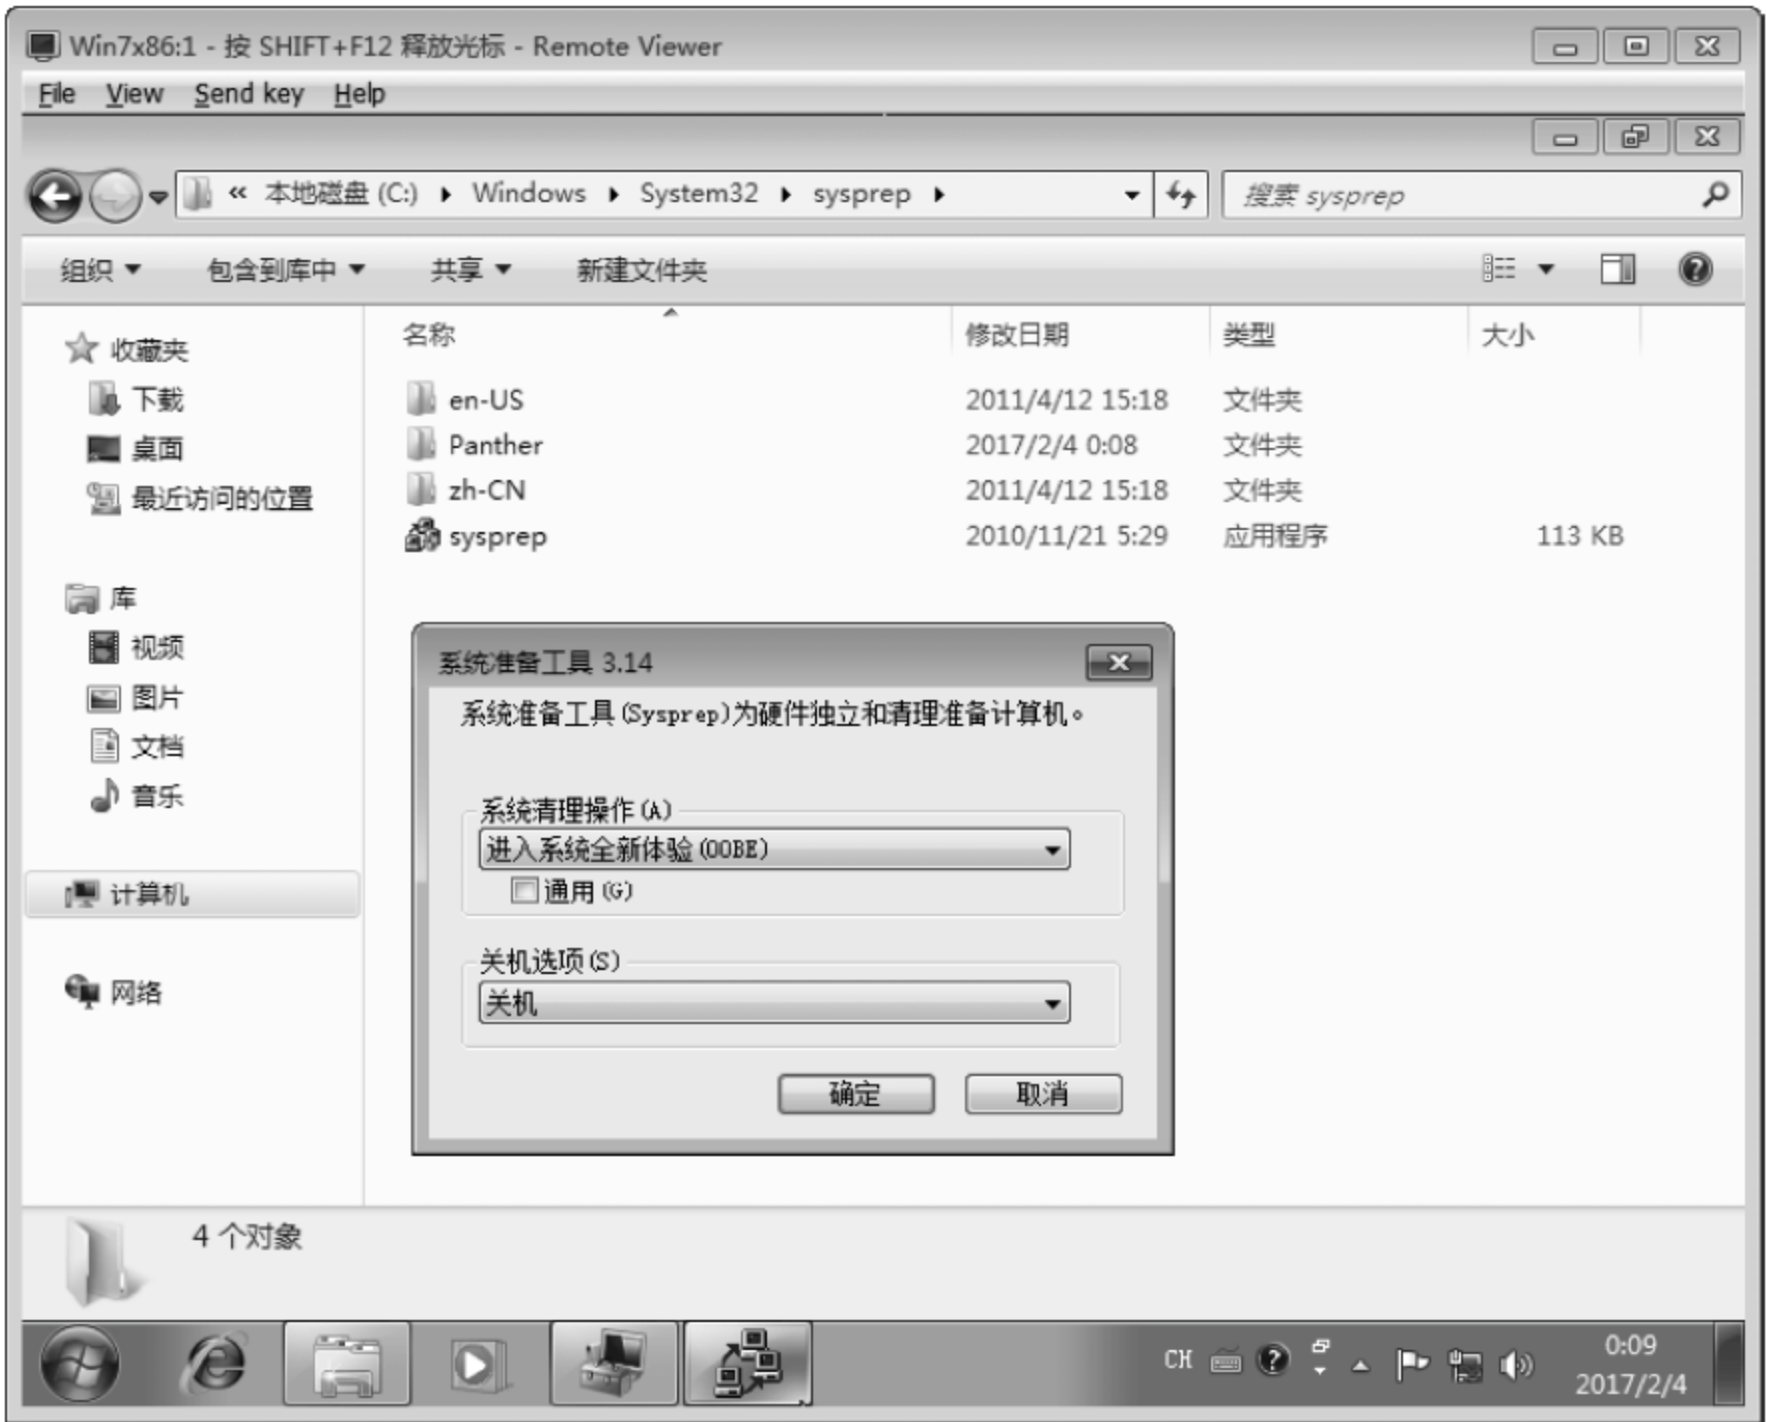 Win7x86:1 - 按 SHIFT+F12 释放光标 - Remote Viewer
File View Send key Help
« 本地磁盘 (C:) Windows System32 sysprep
搜索 sysprep
组织 包含到库中 共享 新建文件夹
收藏夹
下载
桌面
最近访问的位置
库
视频
图片
文档
音乐
计算机
网络
名称 修改日期 类型 大小
en-US 2011/4/12 15:18 文件夹
Panther 2017/2/4 0:08 文件夹
zh-CN 2011/4/12 15:18 文件夹
sysprep 2010/11/21 5:29 应用程序 113 KB
系统准备工具 3.14
系统准备工具(Sysprep)为硬件独立和清理准备计算机。
系统清理操作(A)
进入系统全新体验(OOBE)
通用(G)
关机选项(S)
关机
确定 取消
4 个对象
CH
0:09
2017/2/4